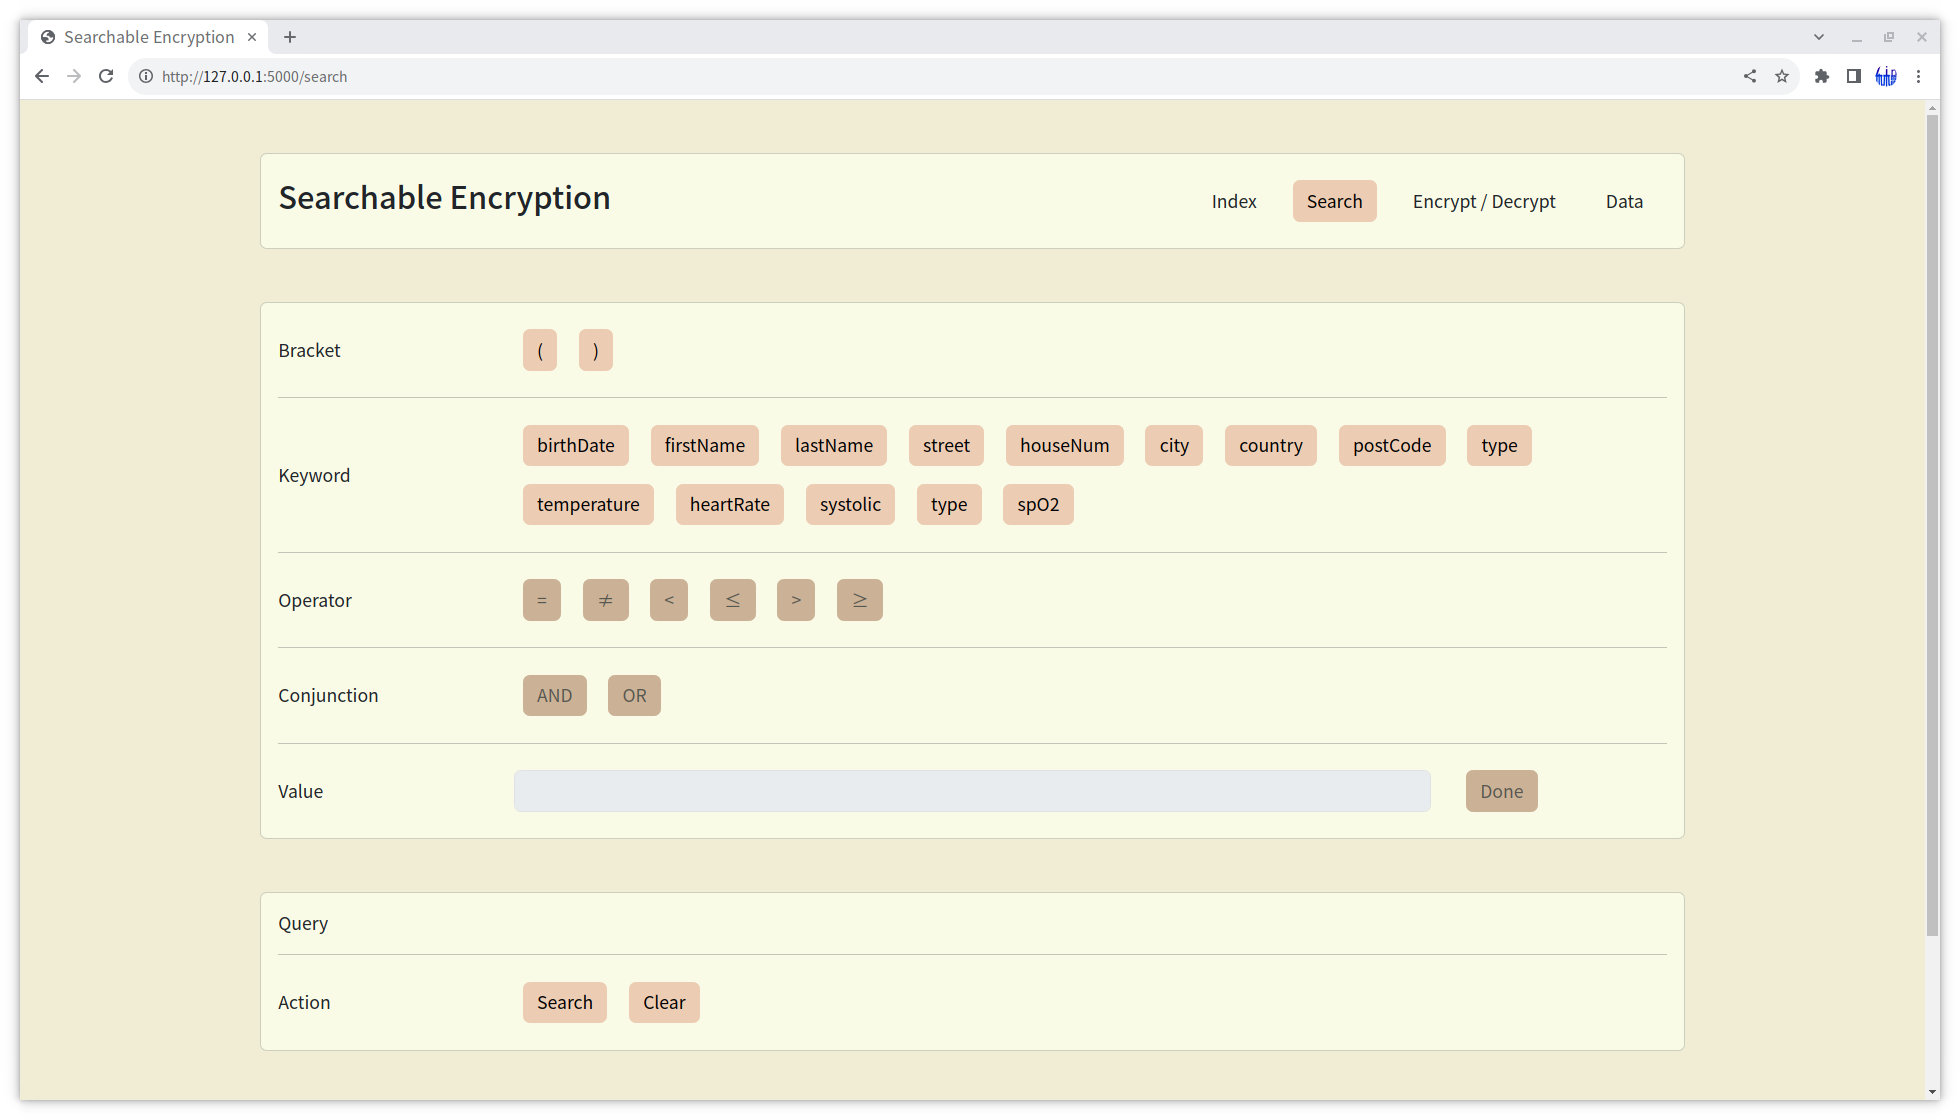 Searchable Encryption
http://127.0.0.1:5000/search
Searchable Encryption Index Search Encrypt / Decrypt Data
Bracket ( )
birthDate firstName lastName street houseNum city country postCode type
Keyword
temperature heartRate systolic type spO2
Operator = ≠ < ≤ > ≥
Conjunction AND OR
Value Done
Query
Action Search Clear